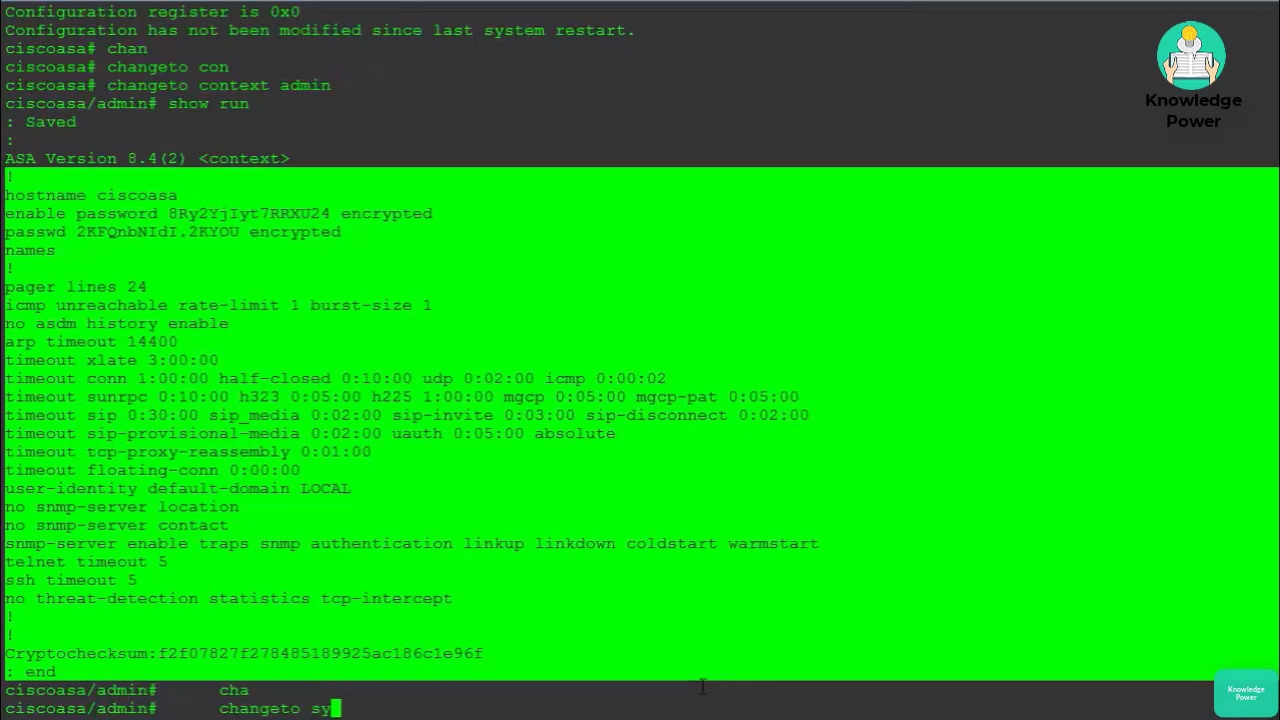 Configuration register is 0x0
Configuration has not been modified since last system restart.
ciscoasa# chan
ciscoasa# changeto con
ciscoasa# changeto context admin
ciscoasa/admin# show run
: Saved
:
ASA Version 8.4(2) <context>
!
hostname ciscoasa
enable password 8Ry2YjIyt7RRXU24 encrypted
passwd 2KFQnbNIdI.2KYOU encrypted
names
!
pager lines 24
icmp unreachable rate-limit 1 burst-size 1
no asdm history enable
arp timeout 14400
timeout xlate 3:00:00
timeout conn 1:00:00 half-closed 0:10:00 udp 0:02:00 icmp 0:00:02
timeout sunrpc 0:10:00 h323 0:05:00 h225 1:00:00 mgcp 0:05:00 mgcp-pat 0:05:00
timeout sip 0:30:00 sip_media 0:02:00 sip-invite 0:03:00 sip-disconnect 0:02:00
timeout sip-provisional-media 0:02:00 uauth 0:05:00 absolute
timeout tcp-proxy-reassembly 0:01:00
timeout floating-conn 0:00:00
user-identity default-domain LOCAL
no snmp-server location
no snmp-server contact
snmp-server enable traps snmp authentication linkup linkdown coldstart warmstart
telnet timeout 5
ssh timeout 5
no threat-detection statistics tcp-intercept
!
!
Cryptochecksum:f2f07827f278485189925ac186c1e96f
: end
ciscoasa/admin# cha
ciscoasa/admin# changeto sy
Knowledge
Power
Knowledge
Power